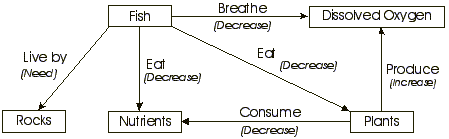 Fish
Breathe
(Decrease)
Dissolved Oxygen
Live by
(Need)
Eat
(Decrease)
Eat
(Decrease)
Produce
(Increase)
Rocks
Nutrients
Consume
(Decrease)
Plants